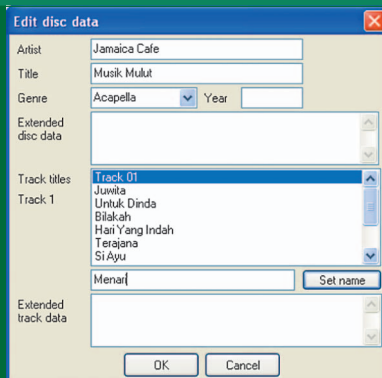 Edit disc data
Artist Jamaica Cafe
Title Musik Mulut
Genre Acapella Year
Extended
disc data
Track titles Track 01
Track 1 Juwita
Untuk Dinda
Bilakah
Hari Yang Indah
Terajana
Si Ayu
Menari Set name
Extended
track data
OK Cancel